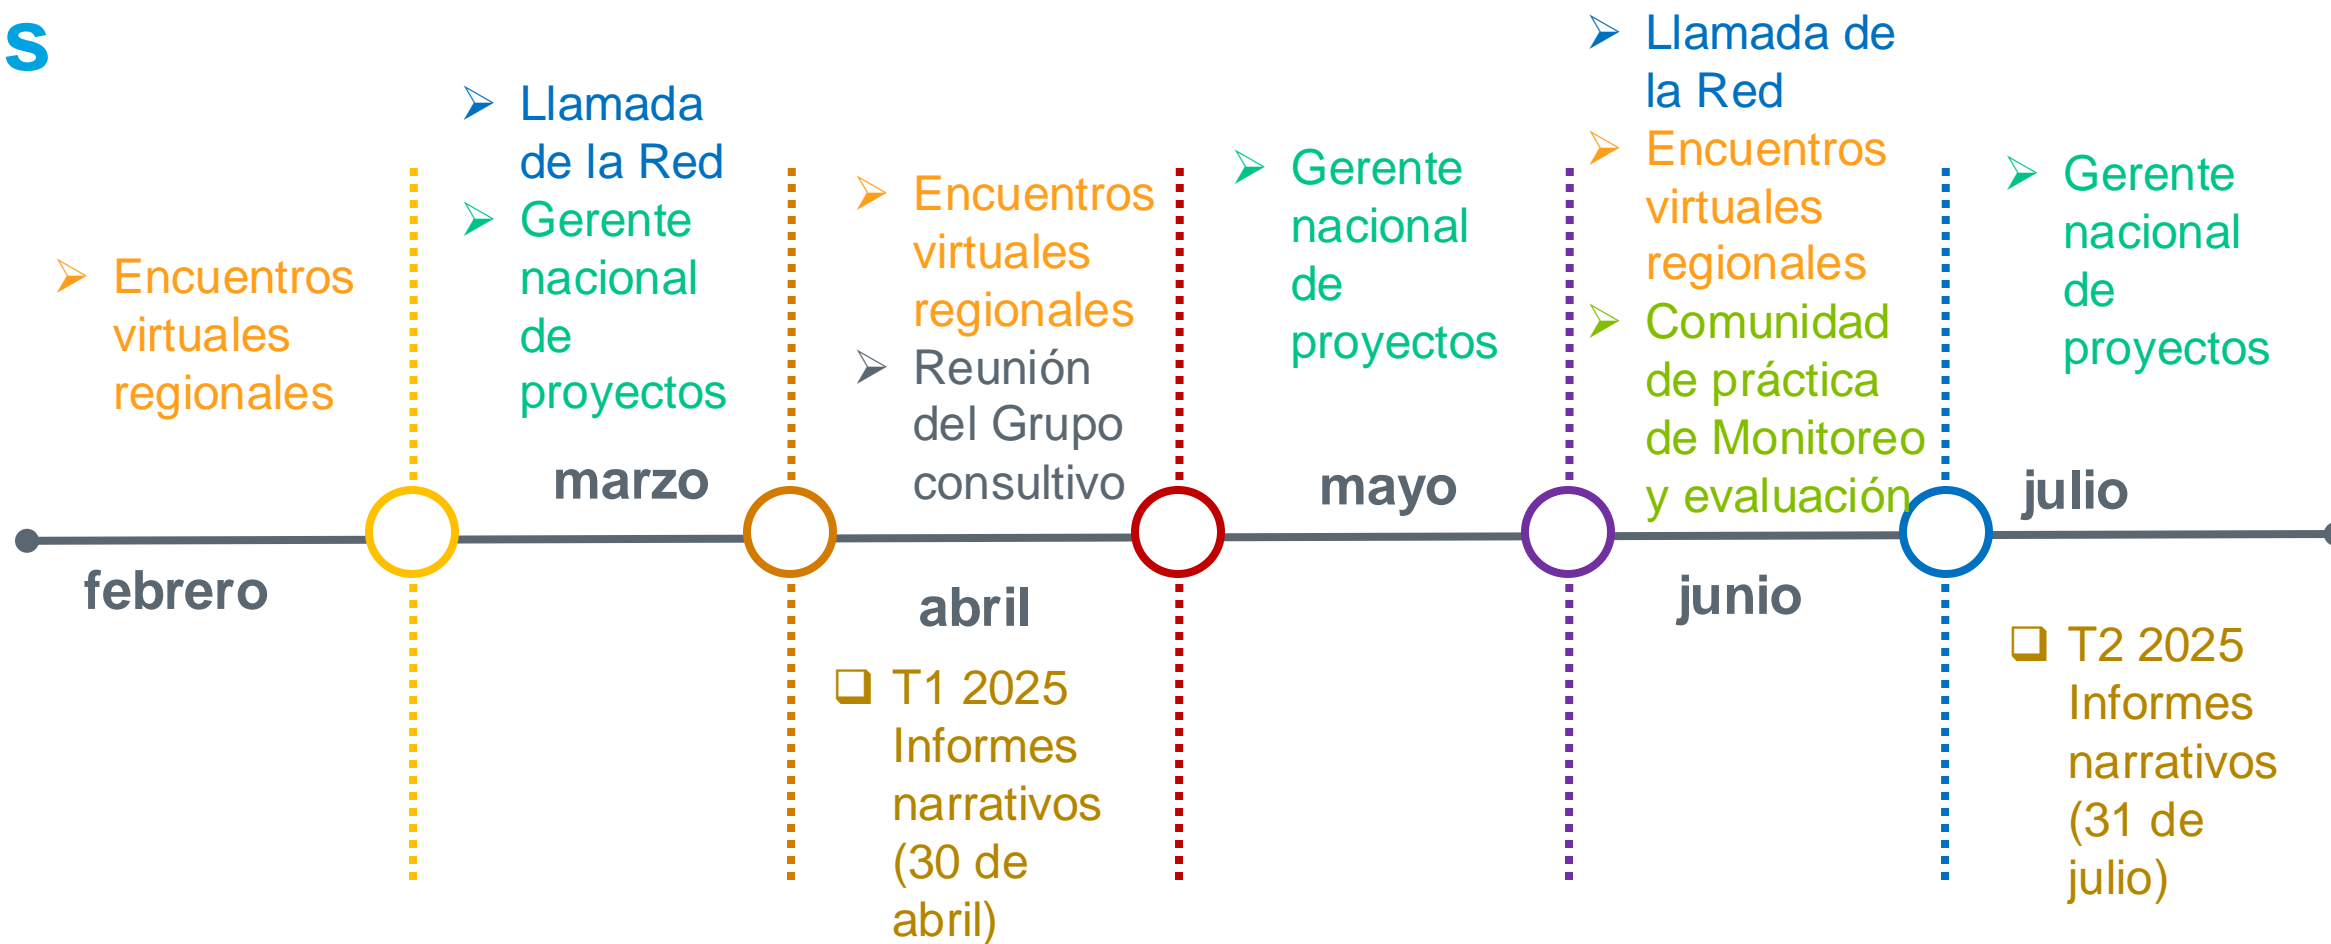 s
Encuentros
virtuales
regionales
febrero
Llamada
de la Red
Gerente
nacional
de
proyectos
marzo
Encuentros
virtuales
regionales
Reunión
del Grupo
consultivo
abril
T1 2025
Informes
narrativos
(30 de
abril)
Gerente
nacional
de
proyectos
mayo
Llamada de
la Red
Encuentros
virtuales
regionales
Comunidad
de práctica
de Monitoreo
y evaluación
junio
Gerente
nacional
de
proyectos
julio
T2 2025
Informes
narrativos
(31 de
julio)